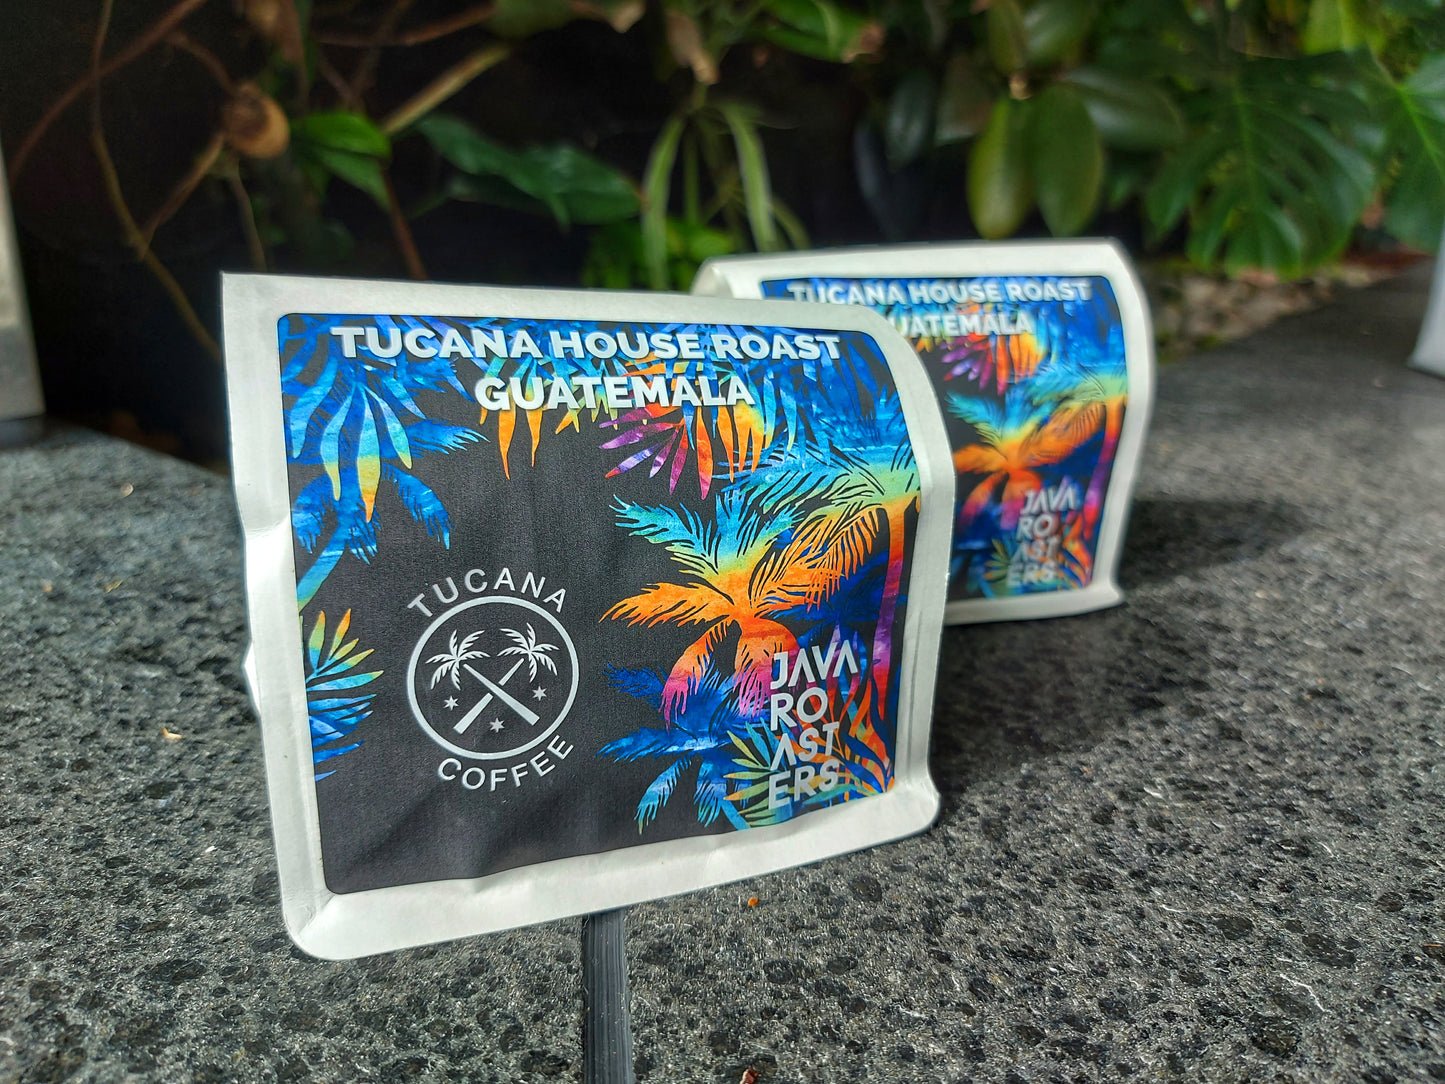 TUCANA HOUSE ROAST
GUATEMALA
TUCANA
COFFEE
JAVA
RO
AST
ERS
TUCANA HOUSE ROAST
GUATEMALA
JAVA
RO
AST
ERS